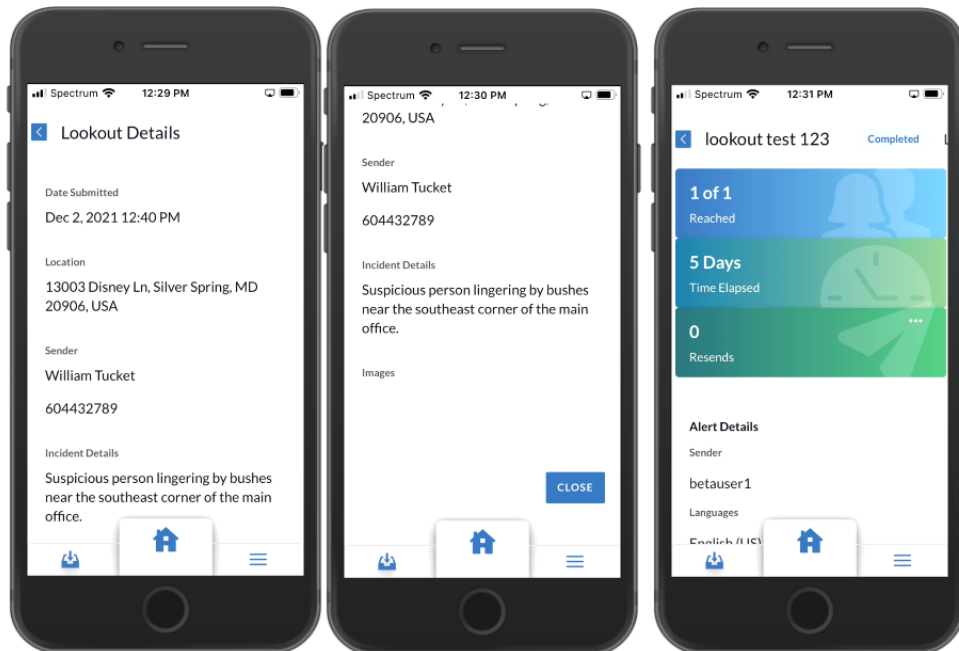 Spectrum 12:29 PM
Lookout Details
Date Submitted
Dec 2, 2021 12:40 PM
Location
13003 Disney Ln, Silver Spring, MD
20906, USA
Sender
William Tucket
604432789
Incident Details
Suspicious person lingering by bushes
near the southeast corner of the main
office.
Spectrum 12:30 PM
20906, USA
Sender
William Tucket
604432789
Incident Details
Suspicious person lingering by bushes
near the southeast corner of the main
office.
Images
CLOSE
Spectrum 12:31 PM
lookout test 123 Completed
1 of 1
Reached
5 Days
Time Elapsed
0
Resends
Alert Details
Sender
betauser1
Languages
English (US)